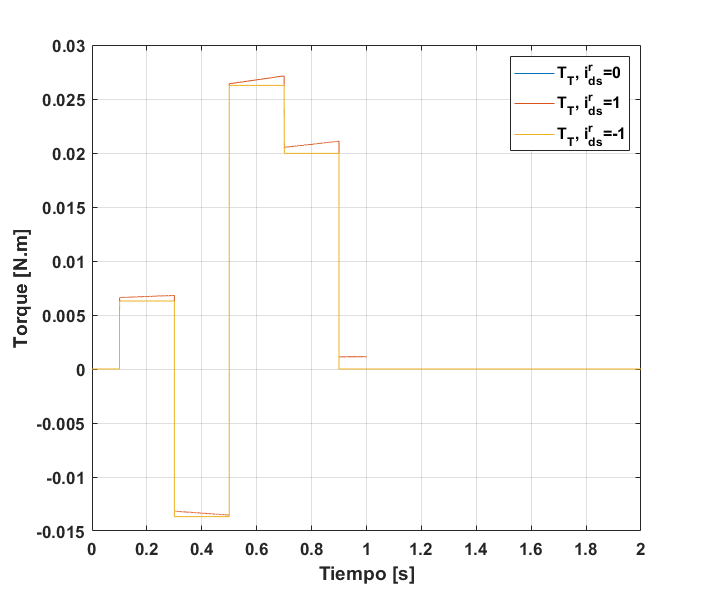 0.03
0.025
0.02
0.015
0.01
0.005
0
-0.005
-0.01
-0.015
Torque [N.m]
0 0.2 0.4 0.6 0.8 1 1.2 1.4 1.6 1.8 2
Tiempo [s]
T_T, i^r_ds=0
T_T, i^r_ds=1
T_T, i^r_ds=-1